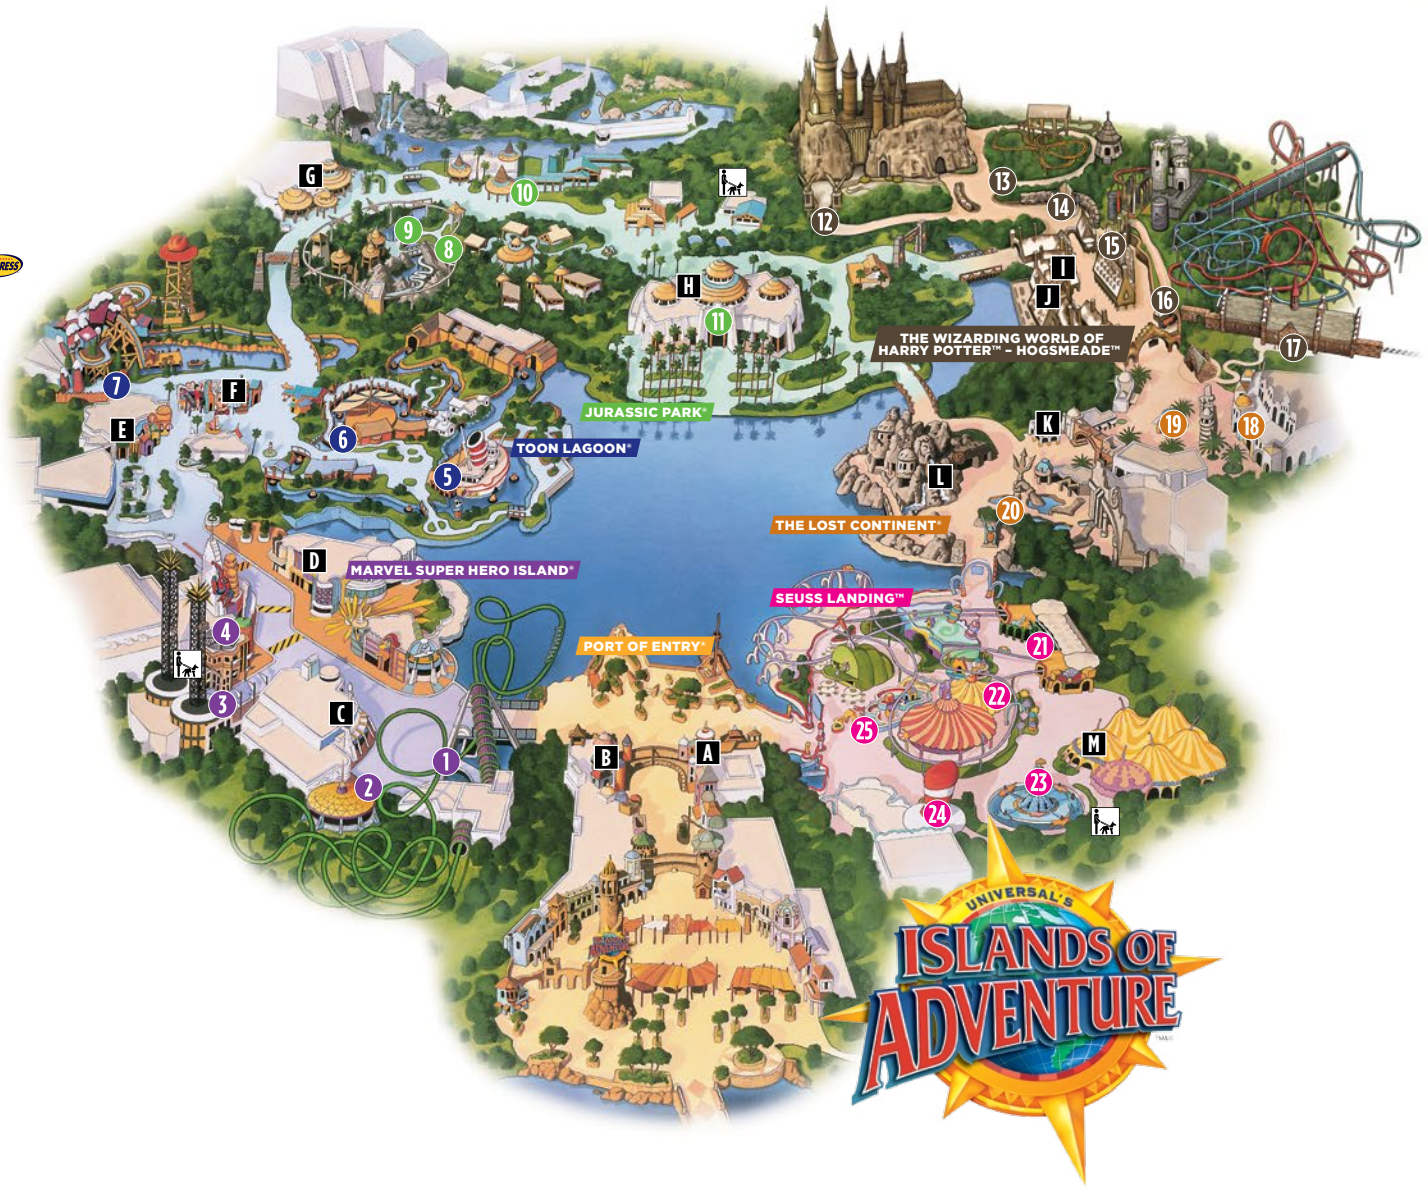 G
10
12
13
14
15
I
J
16
17
9
8
RESS
H
11
THE WIZARDING WORLD OF
HARRY POTTER™ – HOGSMEADE™
7
F
E
6
JURASSIC PARK®
5
TOON LAGOON®
K
19
18
L
20
THE LOST CONTINENT®
D
MARVEL SUPER HERO ISLAND®
SEUSS LANDING™
4
PORT OF ENTRY®
21
22
3
C
25
1
B
A
M
2
23
24
UNIVERSAL'S
ISLANDS OF
ADVENTURE